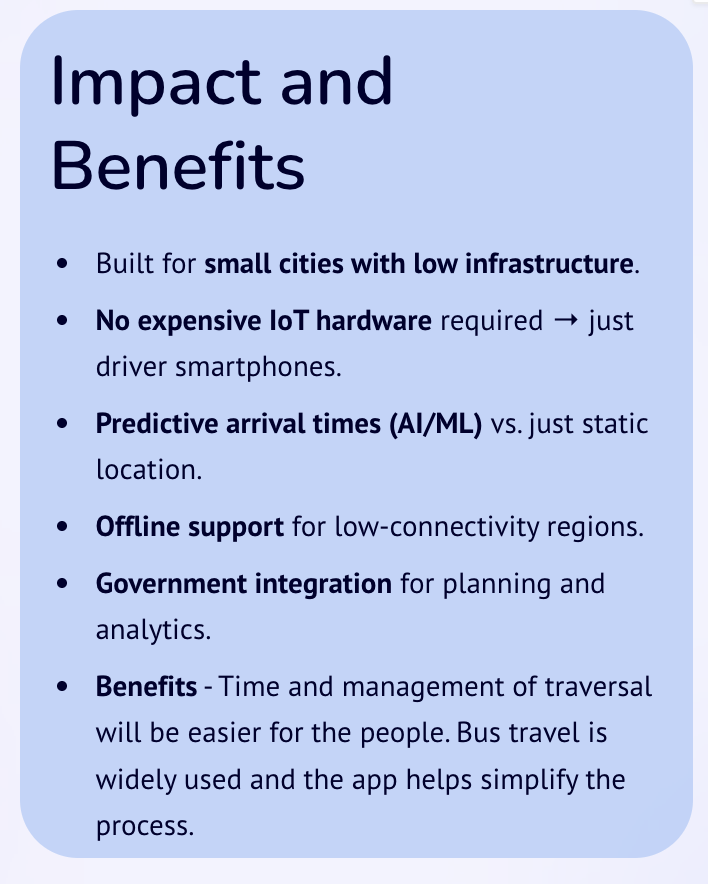 Impact and
Benefits
• Built for small cities with low infrastructure.
• No expensive IoT hardware required → just
driver smartphones.
• Predictive arrival times (AI/ML) vs. just static
location.
• Offline support for low-connectivity regions.
• Government integration for planning and
analytics.
• Benefits - Time and management of traversal
will be easier for the people. Bus travel is
widely used and the app helps simplify the
process.